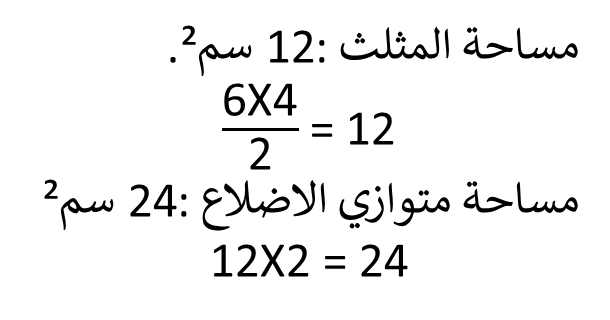 مساحة المثلث :12 سم².
6X4
2
= 12
مساحة متوازي الاضلاع :24 سم²
12X2 = 24